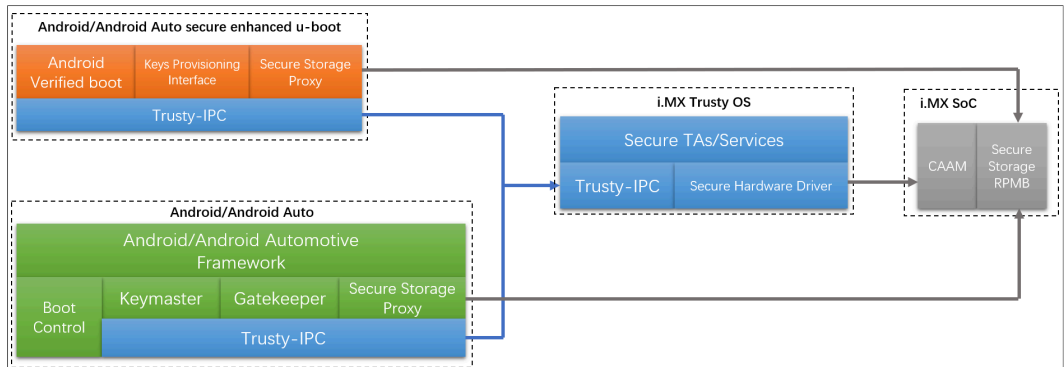 Android/Android Auto secure enhanced u-boot
Android
Verified boot
Keys Provisioning
Interface
Secure Storage
Proxy
Trusty-IPC
i.MX Trusty OS
Secure TAs/Services
Trusty-IPC
Secure Hardware Driver
i.MX SoC
CAAM
Secure
Storage
RPMB
Android/Android Auto
Android/Android Automotive
Framework
Boot
Control
Keymaster
Gatekeeper
Secure Storage
Proxy
Trusty-IPC